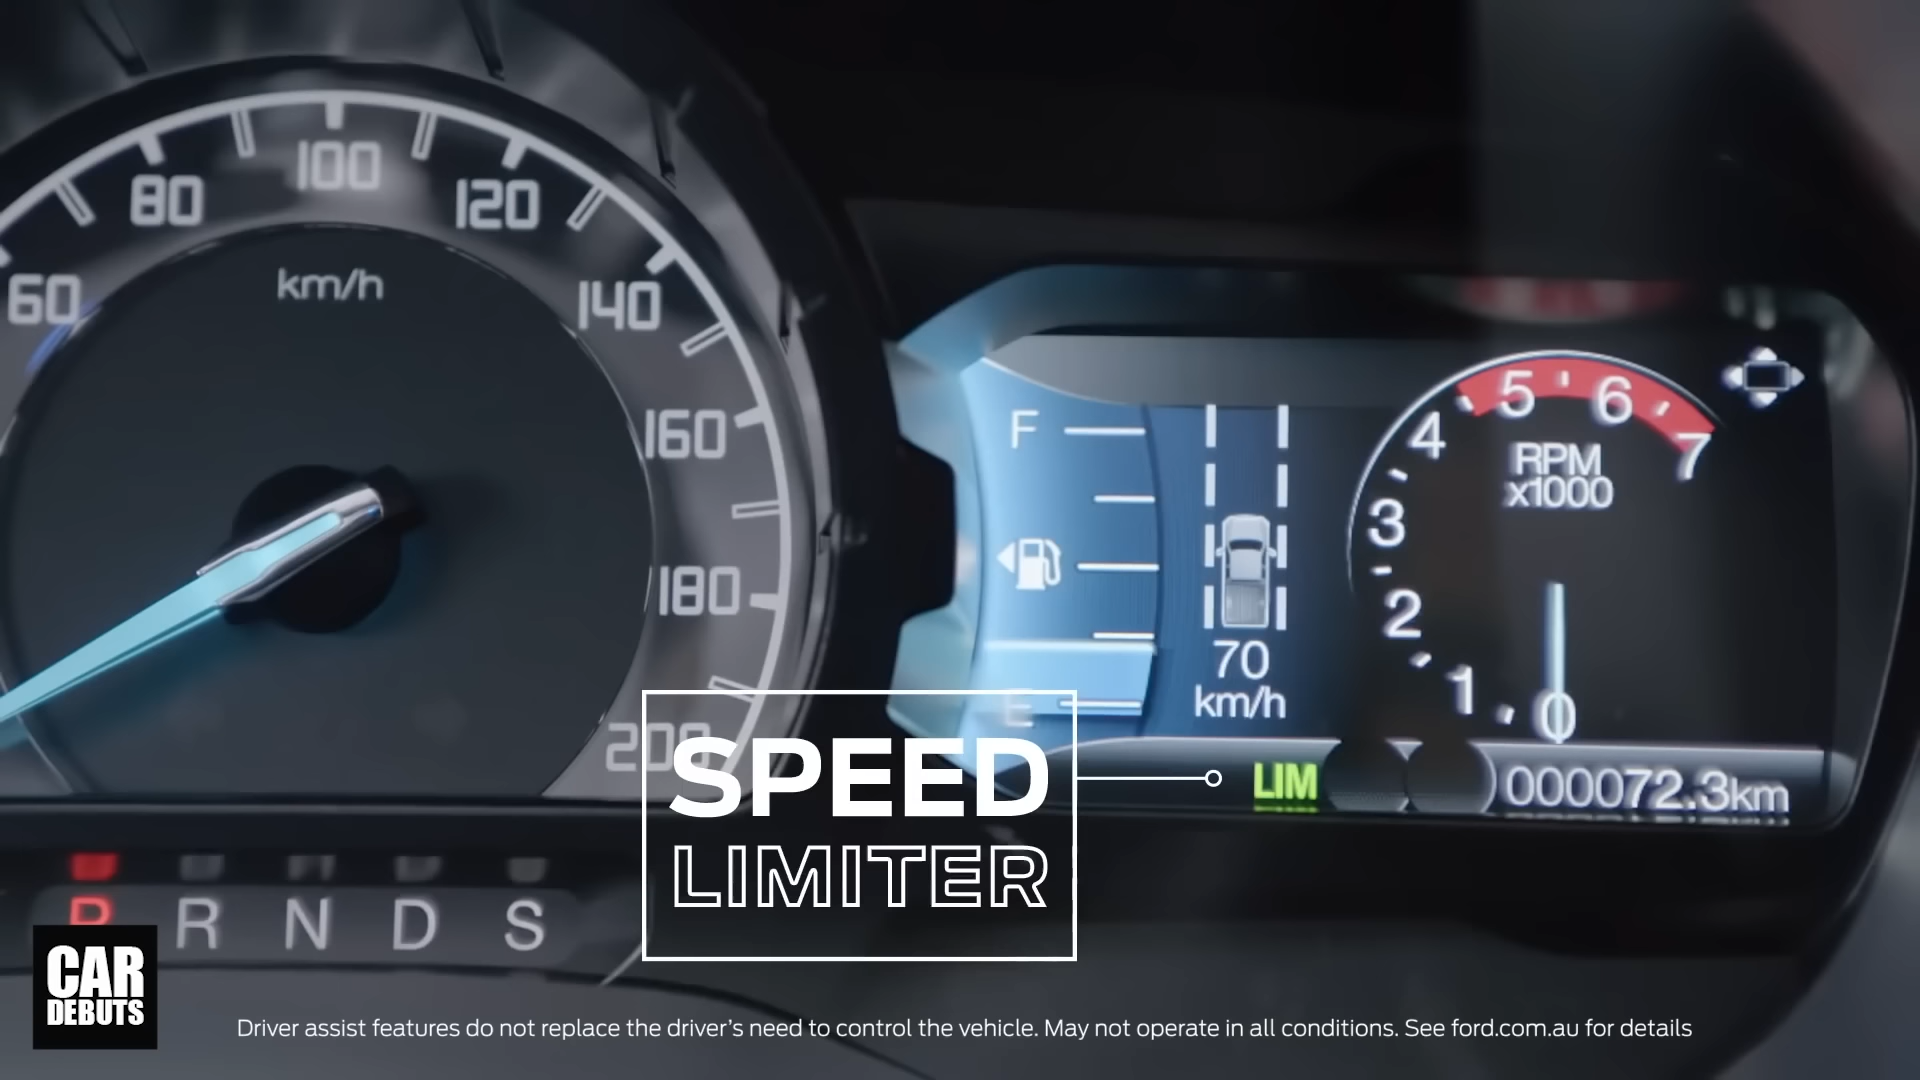 60
80
100
120
140
160
180
200
km/h
F
E
70
km/h
1
2
3
4
5
6
7
0
RPM
x1000
LIM
000072.3km
SPEED
LIMITER
P R N D S
CAR
DEBUTS
Driver assist features do not replace the driver's need to control the vehicle. May not operate in all conditions. See ford.com.au for details